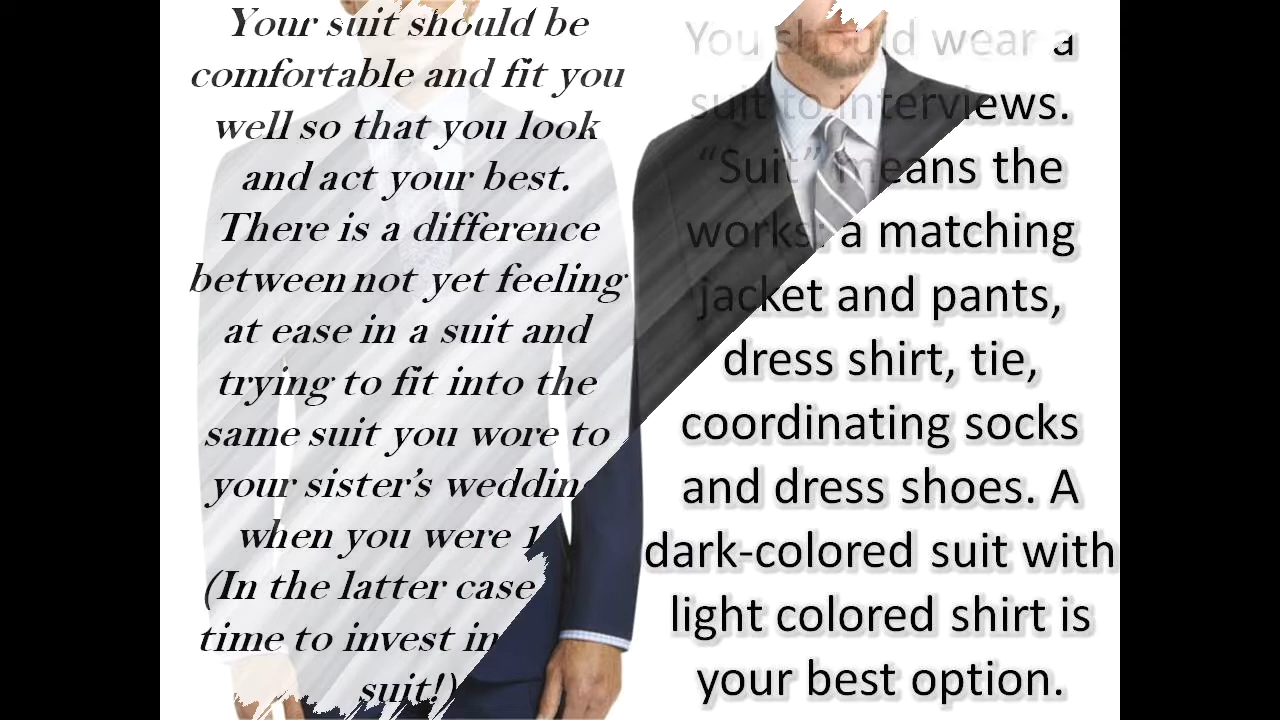 Your suit should be
comfortable and fit you
well so that you look
and act your best.
There is a difference
between not yet feeling
at ease in a suit and
trying to fit into the
same suit you wore to
your sister’s weddin
when you were 1
(In the latter case
time to invest in
suit!)
You should wear a
suit to interviews.
“Suit” means the
works: a matching
jacket and pants,
dress shirt, tie,
coordinating socks
and dress shoes. A
dark-colored suit with
light colored shirt is
your best option.